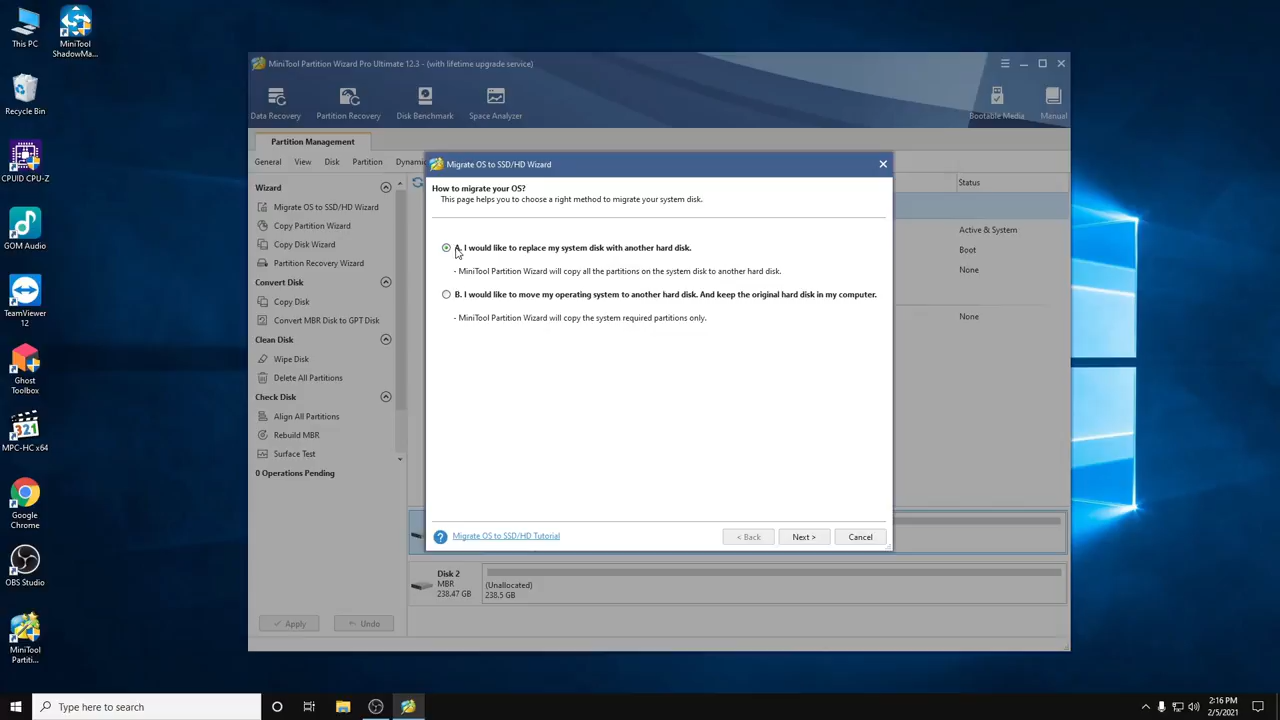 This PC
MiniTool
ShadowMa...
Recycle Bin
CPUID CPU-Z
GOM Audio
TeamViewer
12
Ghost
Toolbox
MPC-HC x64
Google
Chrome
OBS Studio
MiniTool
Partiti...
MiniTool Partition Wizard Pro Ultimate 12.3 - (with lifetime upgrade service)
Data Recovery
Partition Recovery
Disk Benchmark
Space Analyzer
Bootable Media
Manual
Partition Management
General
View
Disk
Partition
Dynami
Wizard
Migrate OS to SSD/HD Wizard
Copy Partition Wizard
Copy Disk Wizard
Partition Recovery Wizard
Convert Disk
Copy Disk
Convert MBR Disk to GPT Disk
Clean Disk
Wipe Disk
Delete All Partitions
Check Disk
Align All Partitions
Rebuild MBR
Surface Test
0 Operations Pending
Apply
Undo
Migrate OS to SSD/HD Wizard
How to migrate your OS?
This page helps you to choose a right method to migrate your system disk.
A. I would like to replace my system disk with another hard disk.
- MiniTool Partition Wizard will copy all the partitions on the system disk to another hard disk.
B. I would like to move my operating system to another hard disk. And keep the original hard disk in my computer.
- MiniTool Partition Wizard will copy the system required partitions only.
Migrate OS to SSD/HD Tutorial
< Back
Next >
Cancel
Status
Active & System
Boot
None
None
Disk 2
MBR
238.47 GB
(Unallocated)
238.5 GB
Type here to search
2:16 PM
2/5/2021